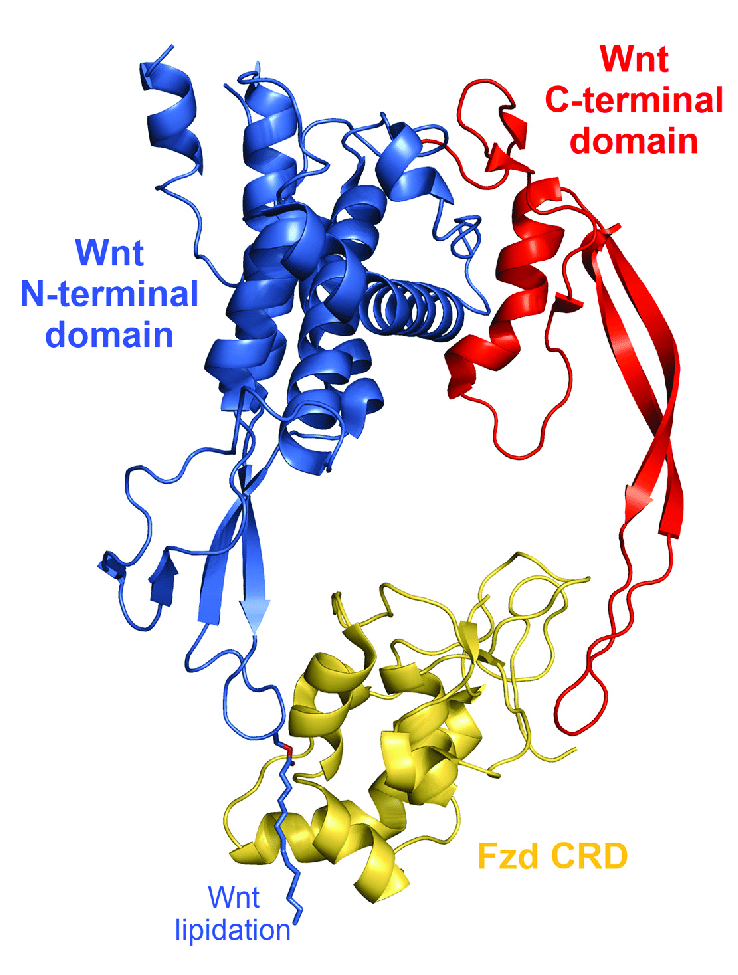 Wnt
C-terminal
domain
Wnt
N-terminal
domain
Fzd CRD
Wnt
lipidation